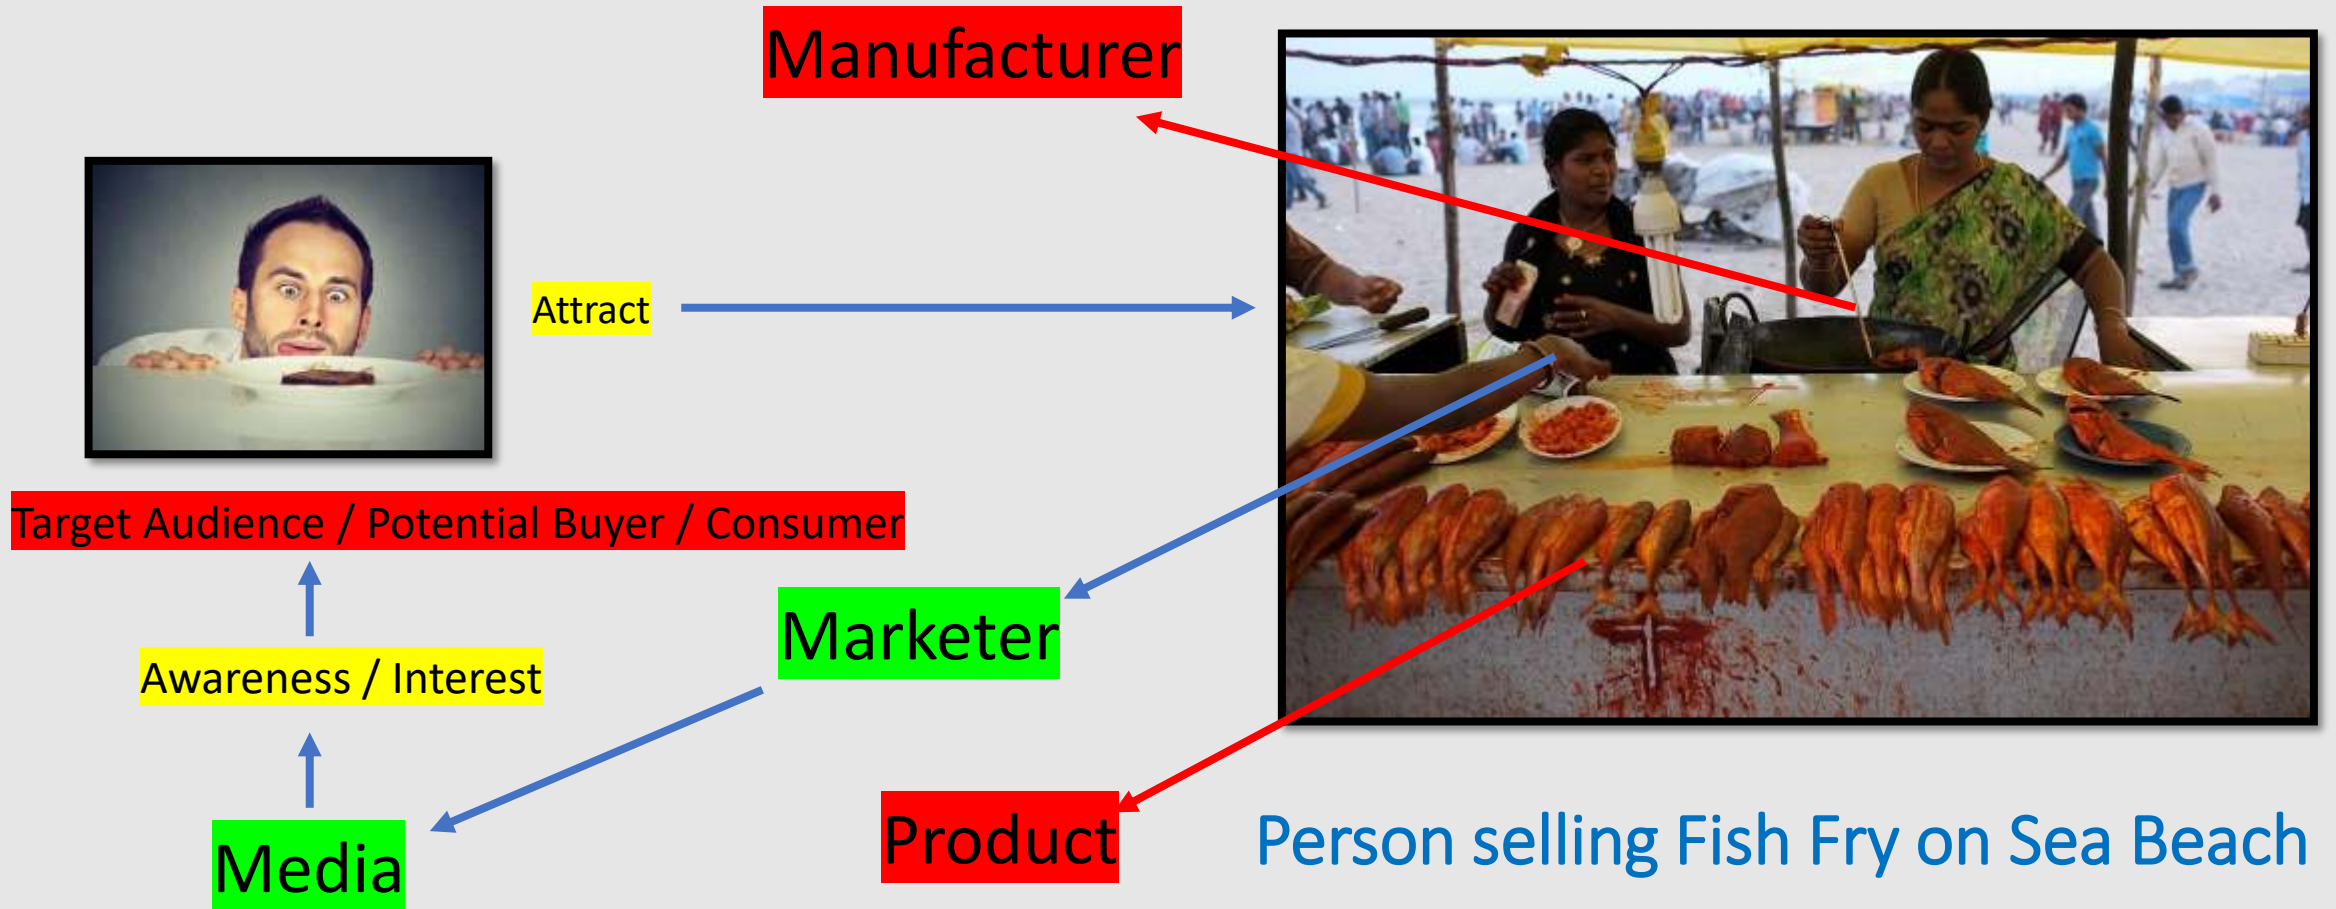 Manufacturer
Attract
Target Audience / Potential Buyer / Consumer
Marketer
Awareness / Interest
Media
Product
Person selling Fish Fry on Sea Beach